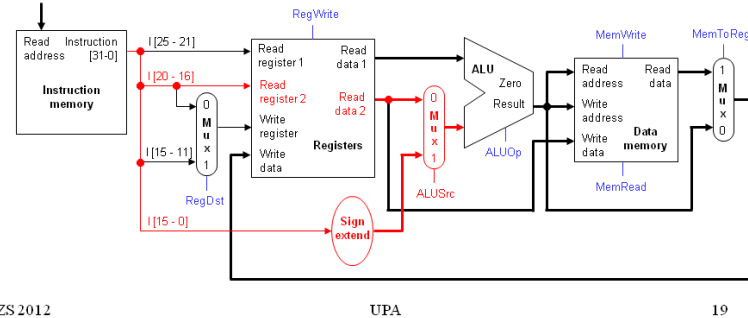 RegWrite
MemWrite
MemToReg
Read Instruction
address [31-0]
Instruction
memory
I [25 - 21]
I [20 - 16]
I [15 - 11]
I [15 - 0]
0
M
u
x
1
RegDst
Read
register 1
Read
data 1
Read
register 2
Read
data 2
Write
register
Registers
Write
data
Sign
extend
0
M
u
x
1
ALUSrc
ALU
Zero
Result
ALUOp
Read
address
Read
data
Write
address
Write
data
Data
memory
MemRead
1
M
u
x
0
ZS 2012 UPA 19